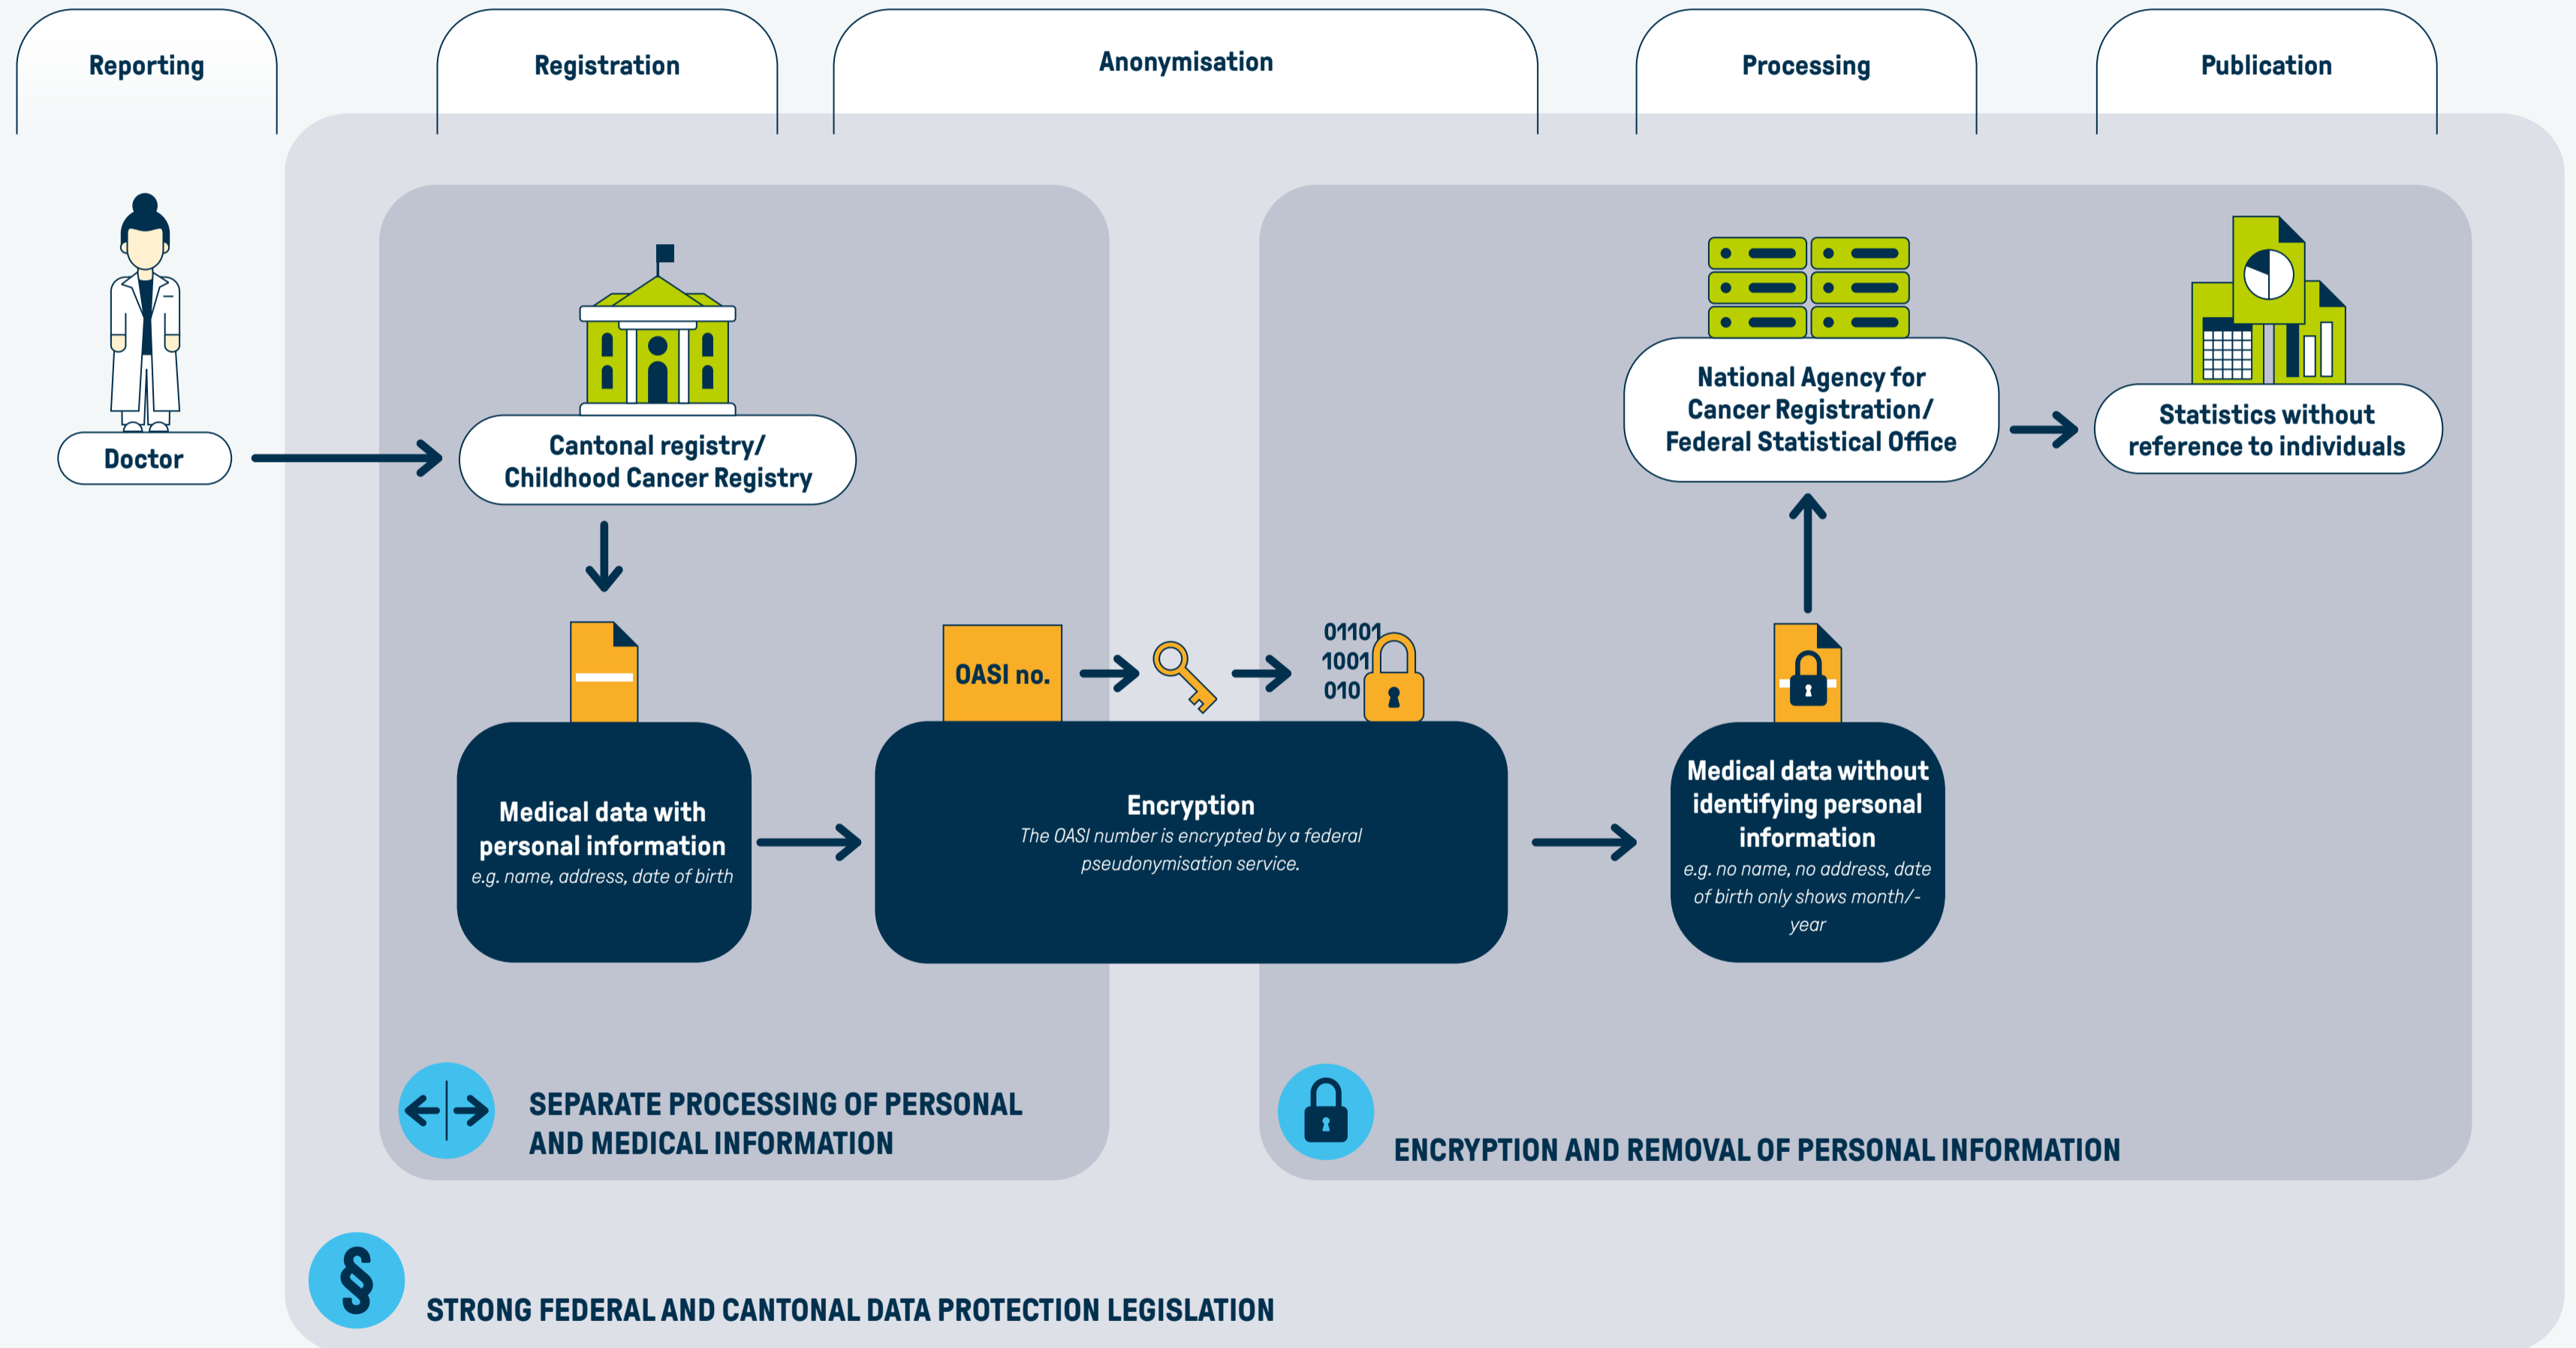 Reporting
Registration
Anonymisation
Processing
Publication
Doctor
Cantonal registry/
Childhood Cancer Registry
National Agency for
Cancer Registration/
Federal Statistical Office
Statistics without
reference to individuals
OASI no.
01101
1001
010
Medical data with
personal information
e.g. name, address, date of birth
Encryption
The OASI number is encrypted by a federal
pseudonymisation service.
Medical data without
identifying personal
information
e.g. no name, no address, date
of birth only shows month/-
year
SEPARATE PROCESSING OF PERSONAL
AND MEDICAL INFORMATION
ENCRYPTION AND REMOVAL OF PERSONAL INFORMATION
§
STRONG FEDERAL AND CANTONAL DATA PROTECTION LEGISLATION